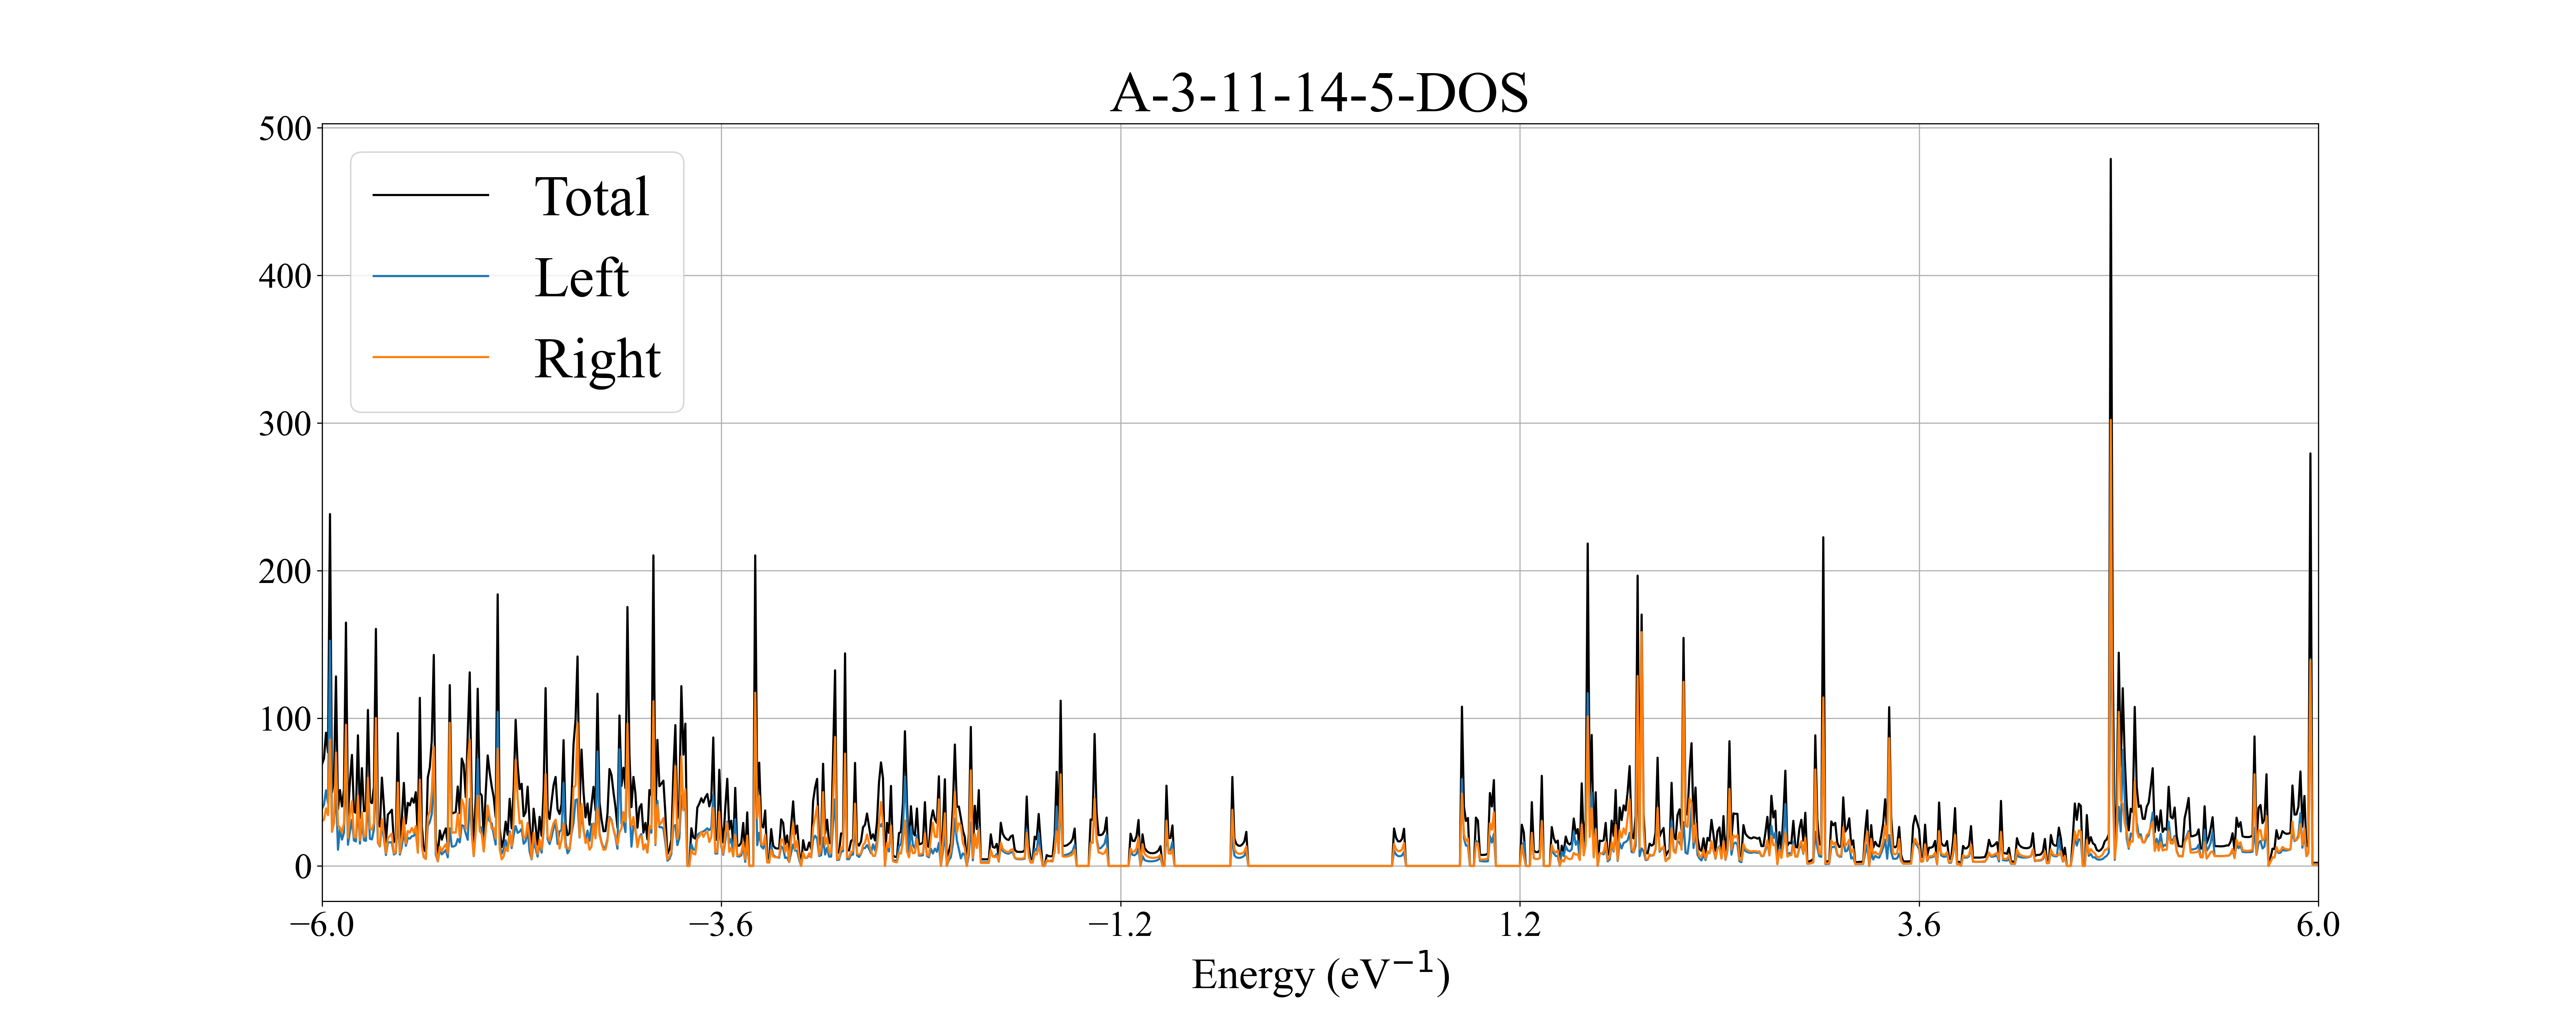 A-3-11-14-5-DOS
500
400
300
200
100
0
Total
Left
Right
−6.0 −3.6 −1.2 1.2 3.6 6.0
Energy (eV⁻¹)